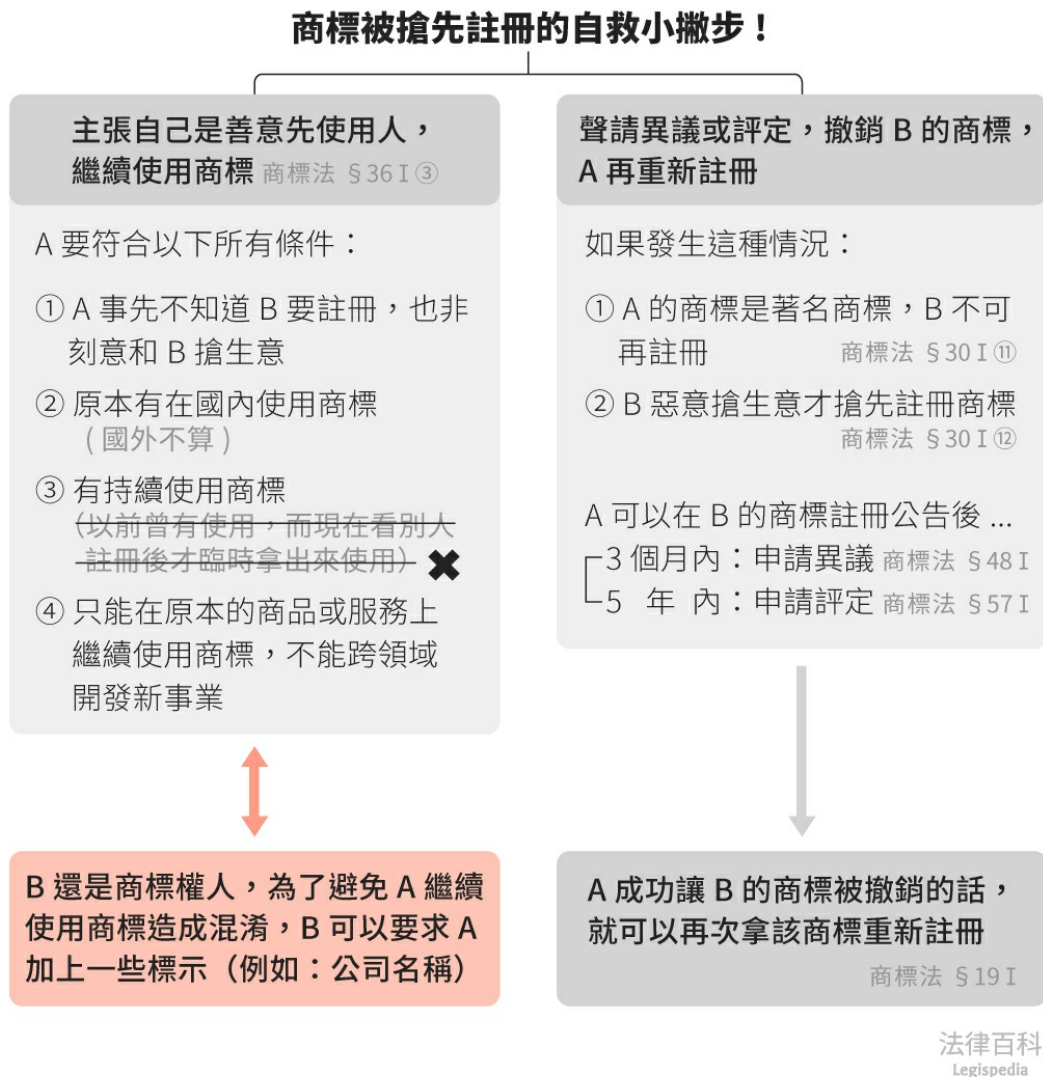 商標被搶先註冊的自救小撇步！
主張自己是善意先使用人，
繼續使用商標 商標法 §36 I ③
A 要符合以下所有條件：
① A 事先不知道 B 要註冊，也非
刻意和 B 搶生意
② 原本有在國內使用商標
( 國外不算 )
③ 有持續使用商標
（以前曾有使用，而現在看別人
註冊後才臨時拿出來使用）✖
④ 只能在原本的商品或服務上
繼續使用商標，不能跨領域
開發新事業
B 還是商標權人，為了避免 A 繼續
使用商標造成混淆，B 可以要求 A
加上一些標示（例如：公司名稱）
聲請異議或評定，撤銷 B 的商標，
A 再重新註冊
如果發生這種情況：
① A 的商標是著名商標，B 不可
再註冊 商標法 §30 I ⑪
② B 惡意搶生意才搶先註冊商標
商標法 §30 I ⑫
A 可以在 B 的商標註冊公告後 ...
3 個月內：申請異議 商標法 §48 I
5 年 內：申請評定 商標法 §57 I
A 成功讓 B 的商標被撤銷的話，
就可以再次拿該商標重新註冊
商標法 §19 I
法律百科
Legispedia